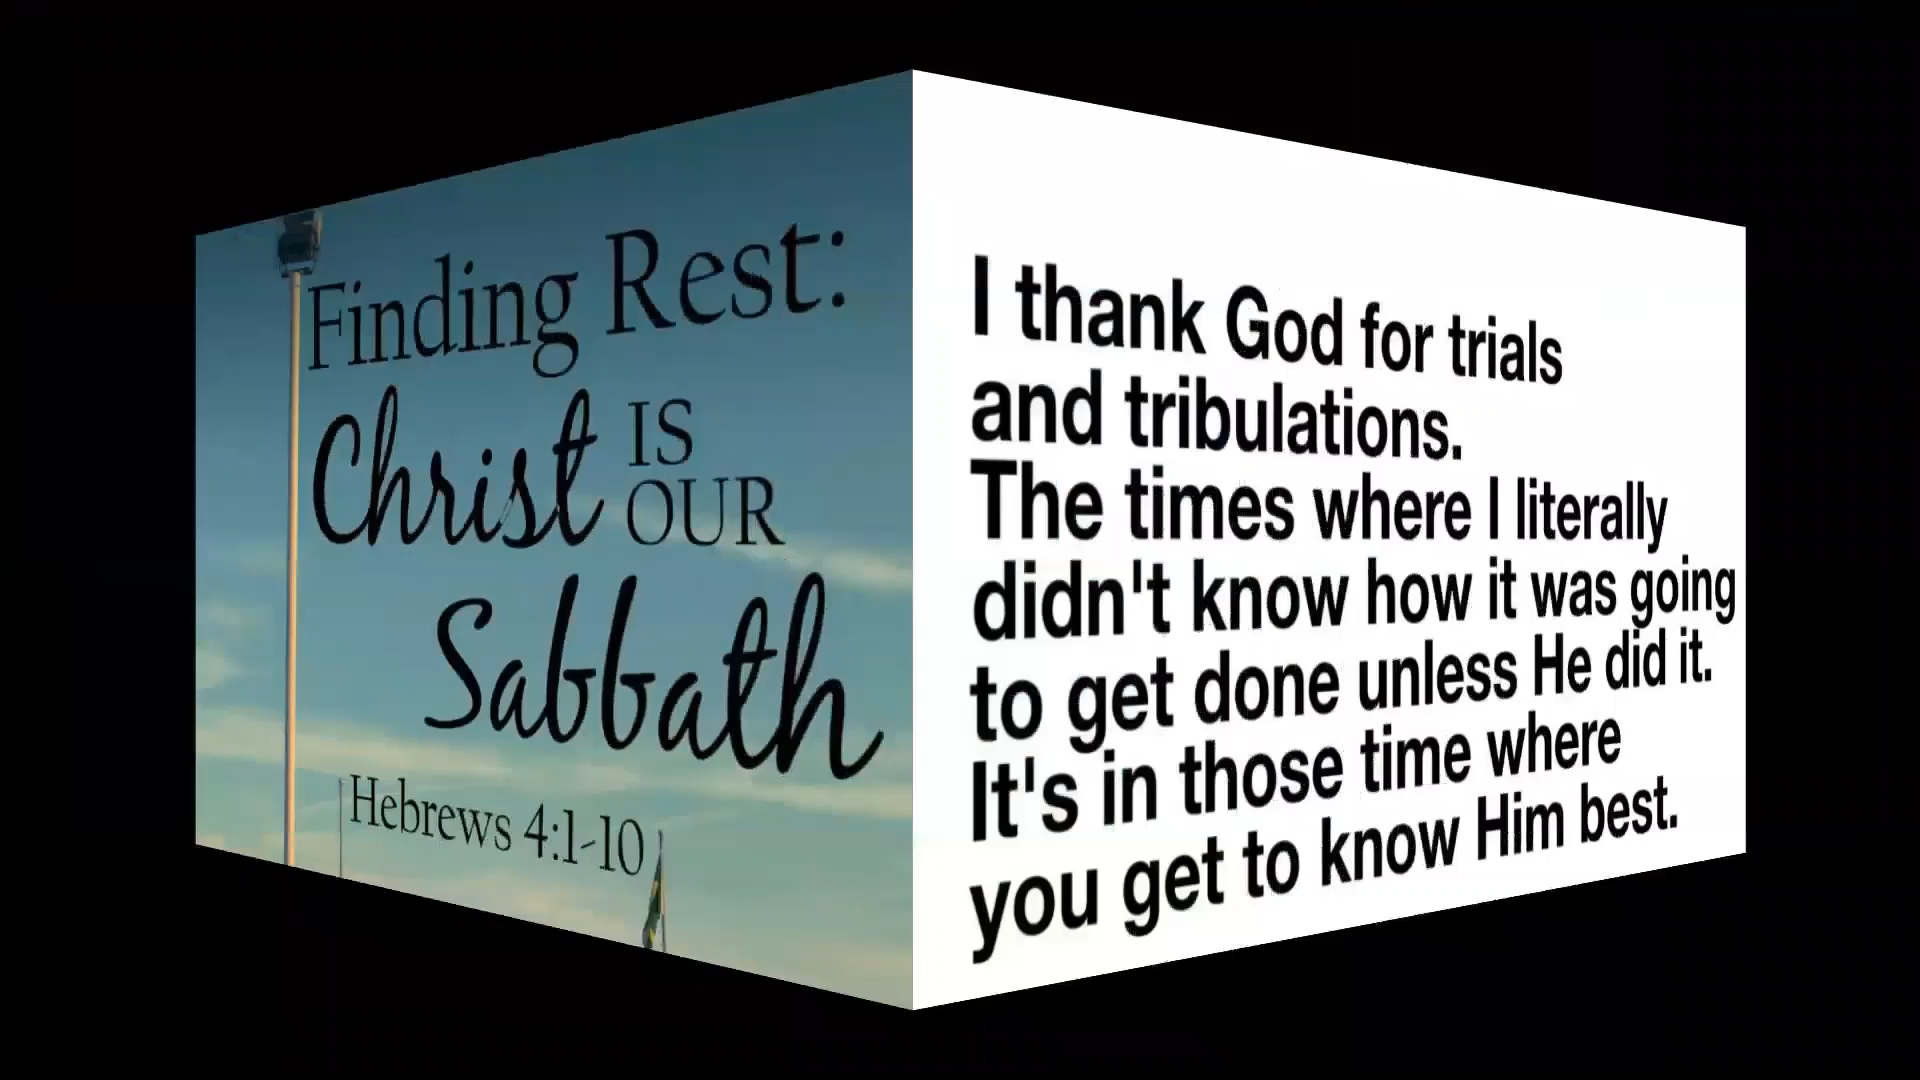 Finding Rest:
Christ IS OUR
Sabbath
Hebrews 4:1-10
I thank God for trials
and tribulations.
The times where I literally
didn't know how it was going
to get done unless He did it.
It's in those time where
you get to know Him best.